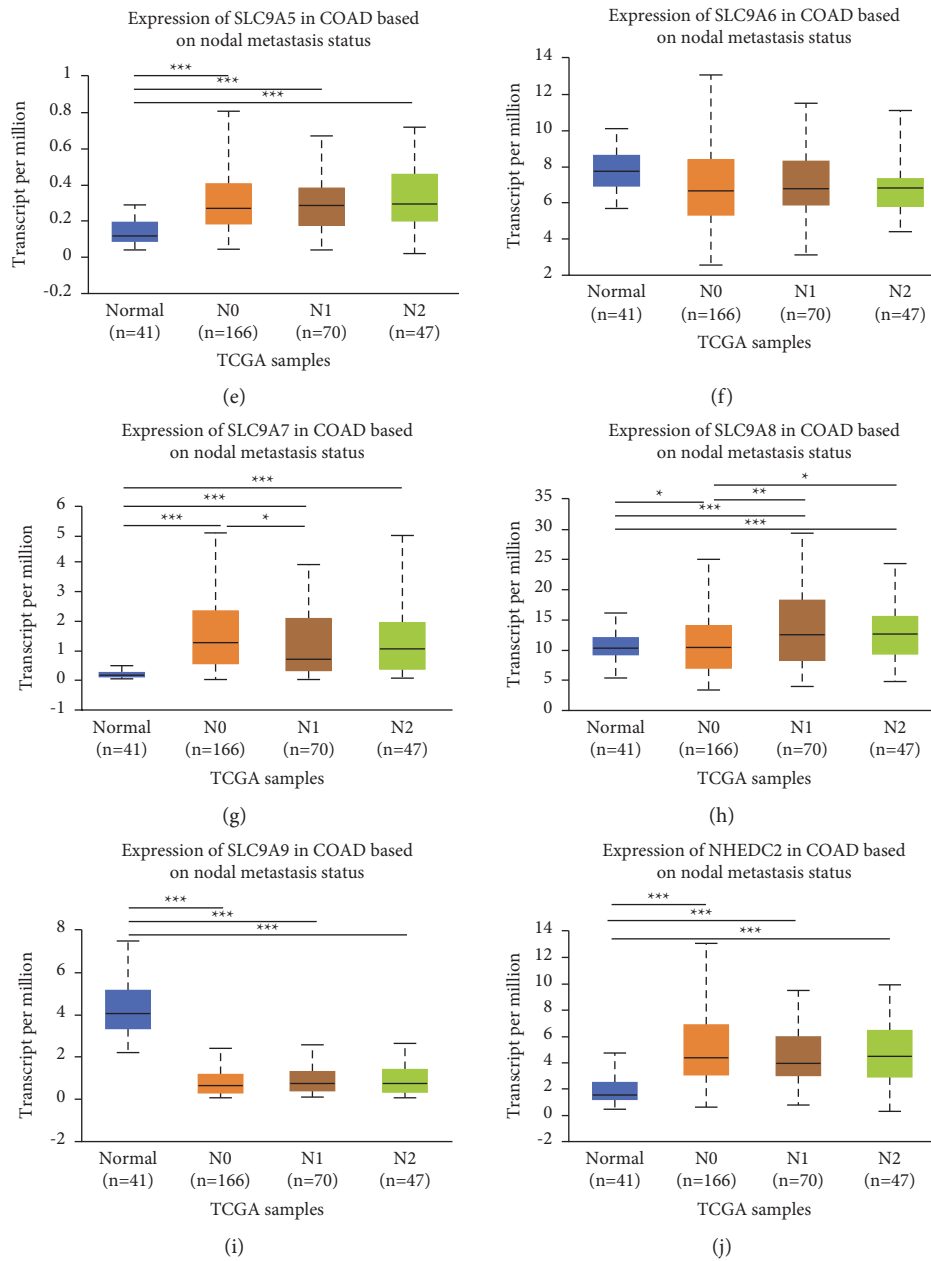 Expression of SLC9A5 in COAD based
on nodal metastasis status
***
***
***
1
0.8
0.6
0.4
0.2
0
-0.2
Transcript per million
Normal
(n=41)
N0
(n=166)
N1
(n=70)
N2
(n=47)
TCGA samples
(e)
Expression of SLC9A6 in COAD based
on nodal metastasis status
14
12
10
8
6
4
2
Transcript per million
Normal
(n=41)
N0
(n=166)
N1
(n=70)
N2
(n=47)
TCGA samples
(f)
Expression of SLC9A7 in COAD based
on nodal metastasis status
***
***
***
*
6
5
4
3
2
1
0
-1
Transcript per million
Normal
(n=41)
N0
(n=166)
N1
(n=70)
N2
(n=47)
TCGA samples
(g)
Expression of SLC9A8 in COAD based
on nodal metastasis status
*
*
**
***
***
35
30
25
20
15
10
5
0
Transcript per million
Normal
(n=41)
N0
(n=166)
N1
(n=70)
N2
(n=47)
TCGA samples
(h)
Expression of SLC9A9 in COAD based
on nodal metastasis status
***
***
***
8
6
4
2
0
-2
Transcript per million
Normal
(n=41)
N0
(n=166)
N1
(n=70)
N2
(n=47)
TCGA samples
(i)
Expression of NHEDC2 in COAD based
on nodal metastasis status
***
***
***
14
12
10
8
6
4
2
0
-2
Transcript per million
Normal
(n=41)
N0
(n=166)
N1
(n=70)
N2
(n=47)
TCGA samples
(j)